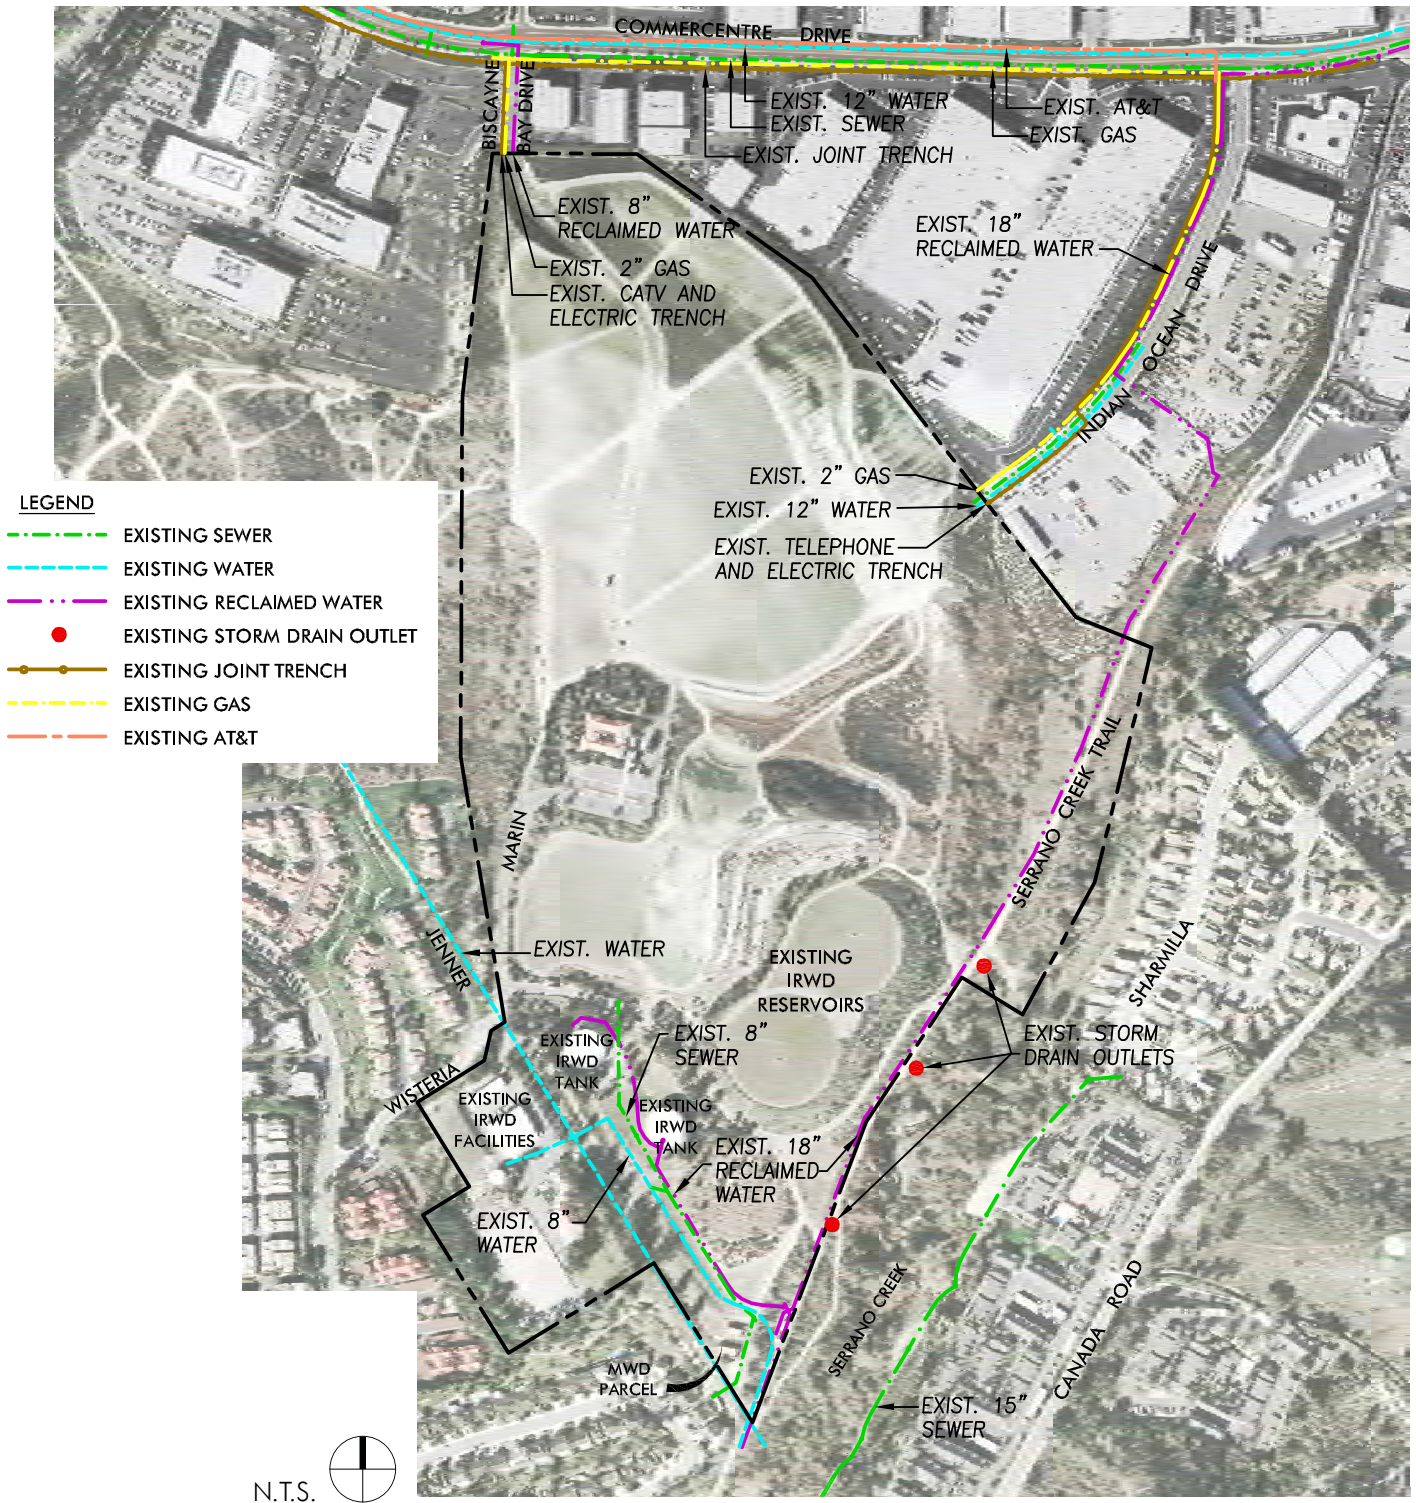 COMMERCENTRE DRIVE
BISCAYNE
BAY DRIVE
EXIST. 12" WATER
EXIST. SEWER
EXIST. JOINT TRENCH
EXIST. AT&T
EXIST. GAS
EXIST. 8"
RECLAIMED WATER
EXIST. 2" GAS
EXIST. CATV AND
ELECTRIC TRENCH
EXIST. 18"
RECLAIMED WATER
INDIAN OCEAN DRIVE
EXIST. 2" GAS
EXIST. 12" WATER
EXIST. TELEPHONE
AND ELECTRIC TRENCH
LEGEND
EXISTING SEWER
EXISTING WATER
EXISTING RECLAIMED WATER
EXISTING STORM DRAIN OUTLET
EXISTING JOINT TRENCH
EXISTING GAS
EXISTING AT&T
MARIN
SERRANO CREEK TRAIL
JENNER
EXIST. WATER
EXISTING
IRWD
RESERVOIRS
SHARMILLA
EXIST. STORM
DRAIN OUTLETS
EXISTING
IRWD
TANK
EXIST. 8"
SEWER
WISTERIA
EXISTING
IRWD
FACILITIES
EXISTING
IRWD
TANK
EXIST. 18"
RECLAIMED
WATER
EXIST. 8"
WATER
SERRANO CREEK
CANADA ROAD
MWD
PARCEL
EXIST. 15"
SEWER
N.T.S.